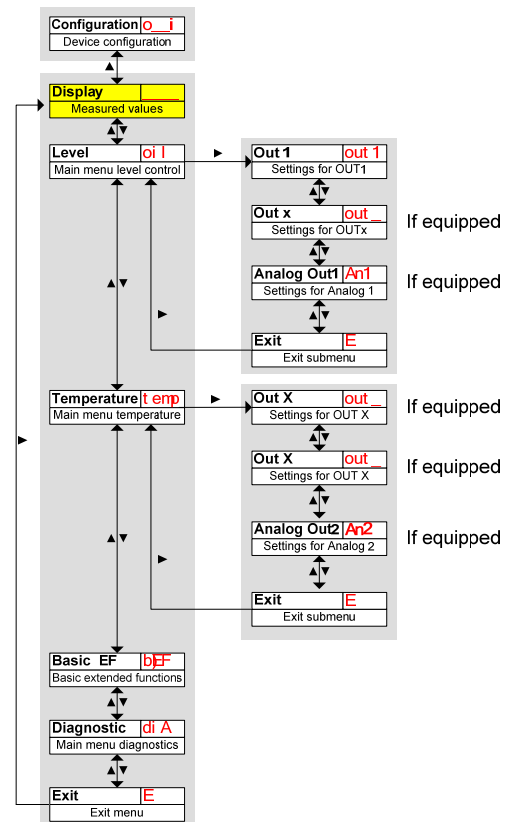 Configuration o__i
Device configuration
Display ____
Measured values
Level oi l
Main menu level control
Out 1 out 1
Settings for OUT1
Out x out _
Settings for OUTx
If equipped
Analog Out1 An1
Settings for Analog 1
If equipped
Exit E
Exit submenu
Temperature t emp
Main menu temperature
Out X out _
Settings for OUT X
If equipped
Out X out _
Settings for OUT X
If equipped
Analog Out2 An2
Settings for Analog 2
If equipped
Exit E
Exit submenu
Basic EF b)EF
Basic extended functions
Diagnostic di A
Main menu diagnostics
Exit E
Exit menu